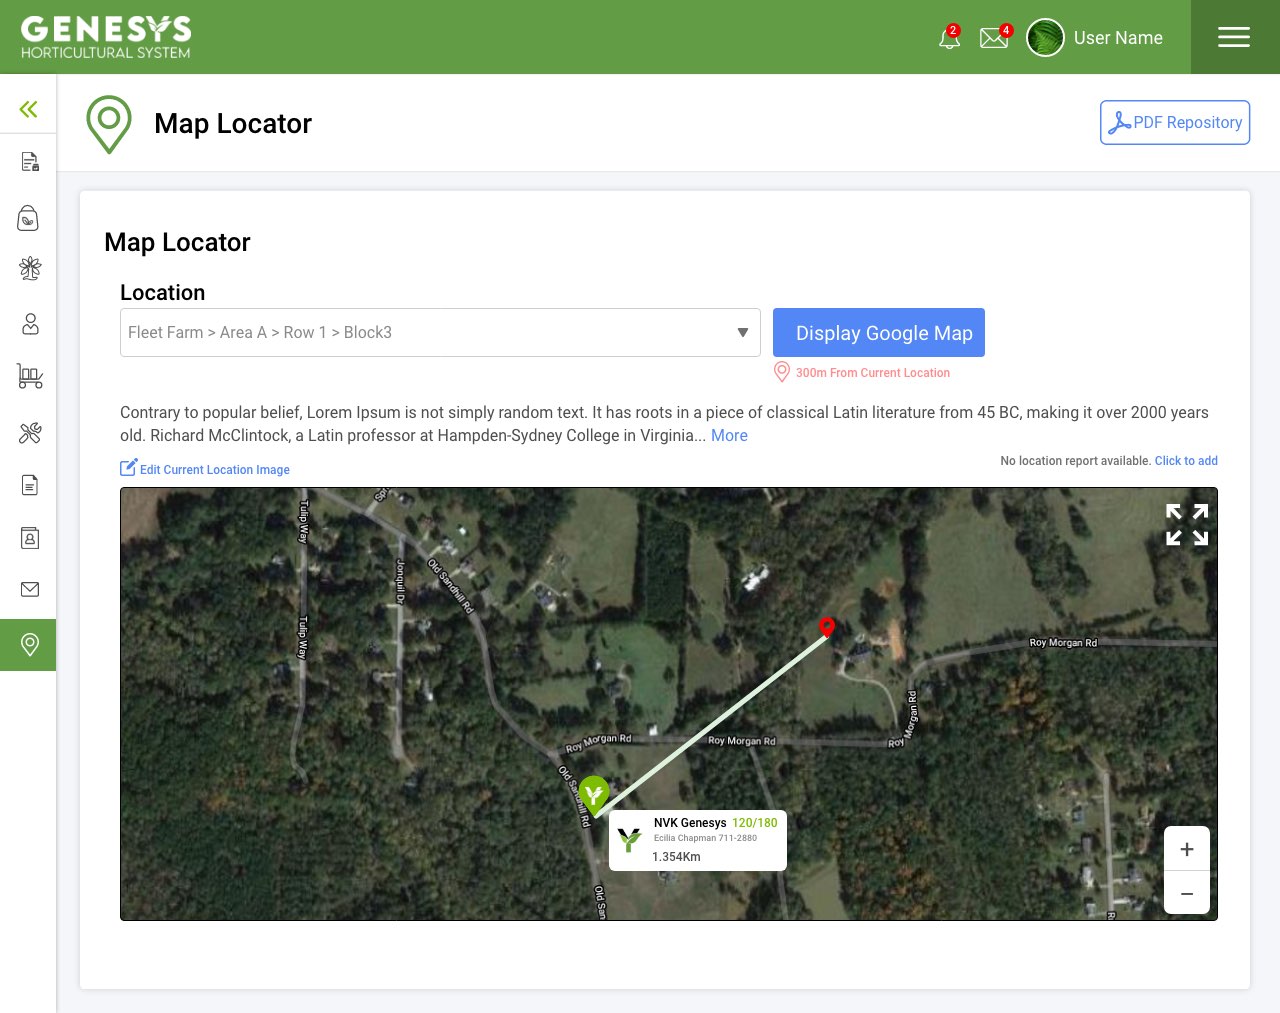 GENESYS
HORTICULTURAL SYSTEM
2
4
User Name
Map Locator
PDF Repository
Map Locator
Location
Fleet Farm > Area A > Row 1 > Block3
Display Google Map
300m From Current Location
Contrary to popular belief, Lorem Ipsum is not simply random text. It has roots in a piece of classical Latin literature from 45 BC, making it over 2000 years
old. Richard McClintock, a Latin professor at Hampden-Sydney College in Virginia... More
No location report available. Click to add
Edit Current Location Image
Tulip Way
Jonquil Dr
Old Sandhill Rd
Tulip Way
Roy Morgan Rd
Roy Morgan Rd
Roy Morgan Rd
Roy Morgan Rd
Old Sandhill Rd
NVK Genesys 120/180
Ecilia Chapman 711-2880
1.354Km
Old San
+
−